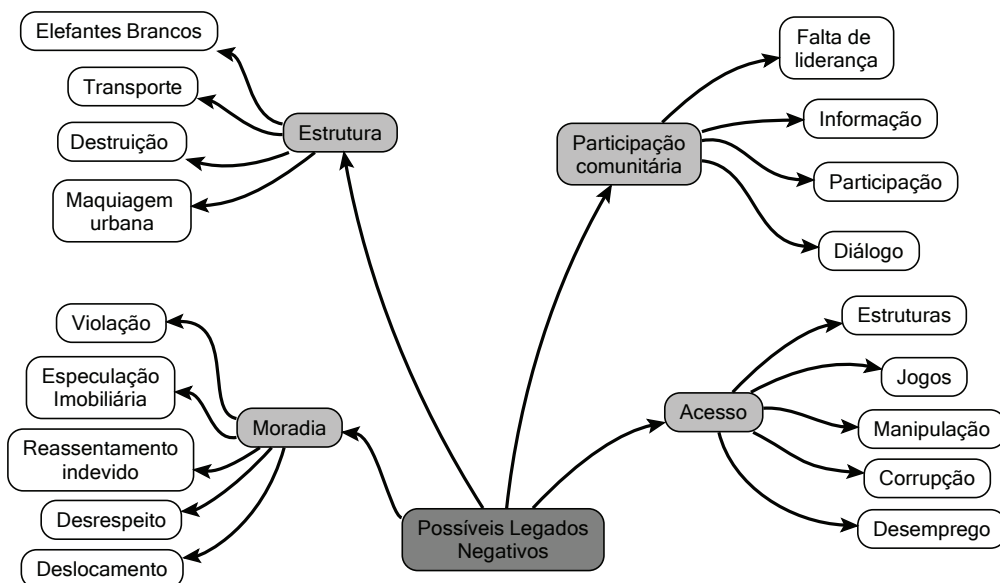 Elefantes Brancos
Transporte
Destruição
Maquiagem
urbana
Estrutura
Falta de
liderança
Informação
Participação
Diálogo
Participação
comunitária
Violação
Especulação
Imobiliária
Reassentamento
indevido
Desrespeito
Deslocamento
Moradia
Estruturas
Jogos
Manipulação
Corrupção
Desemprego
Acesso
Possíveis Legados
Negativos